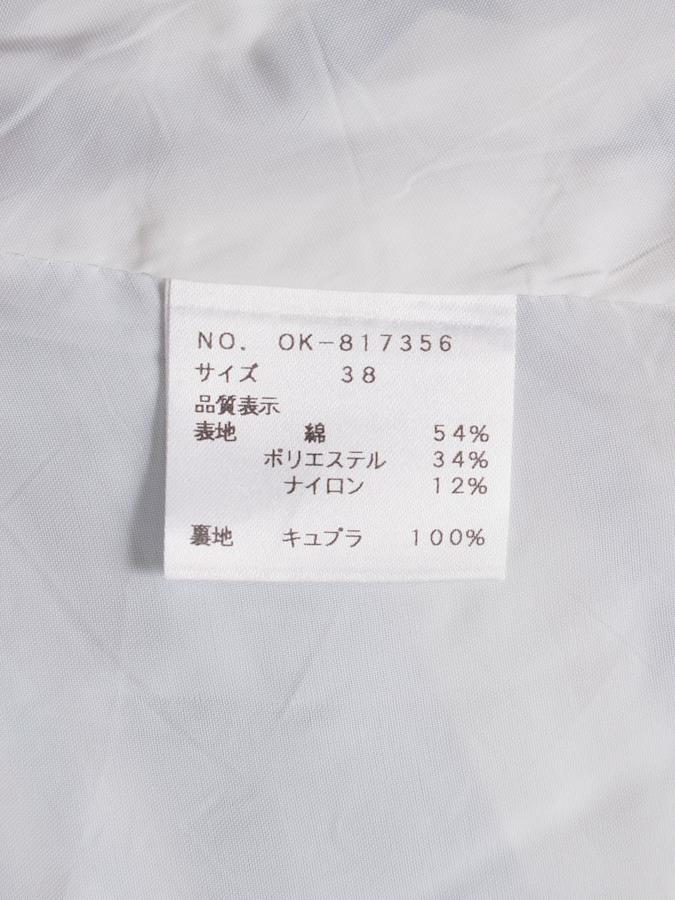 NO. OK-817356
サイズ 38
品質表示
表地 綿 54%
ポリエステル 34%
ナイロン 12%
裏地 キュプラ 100%